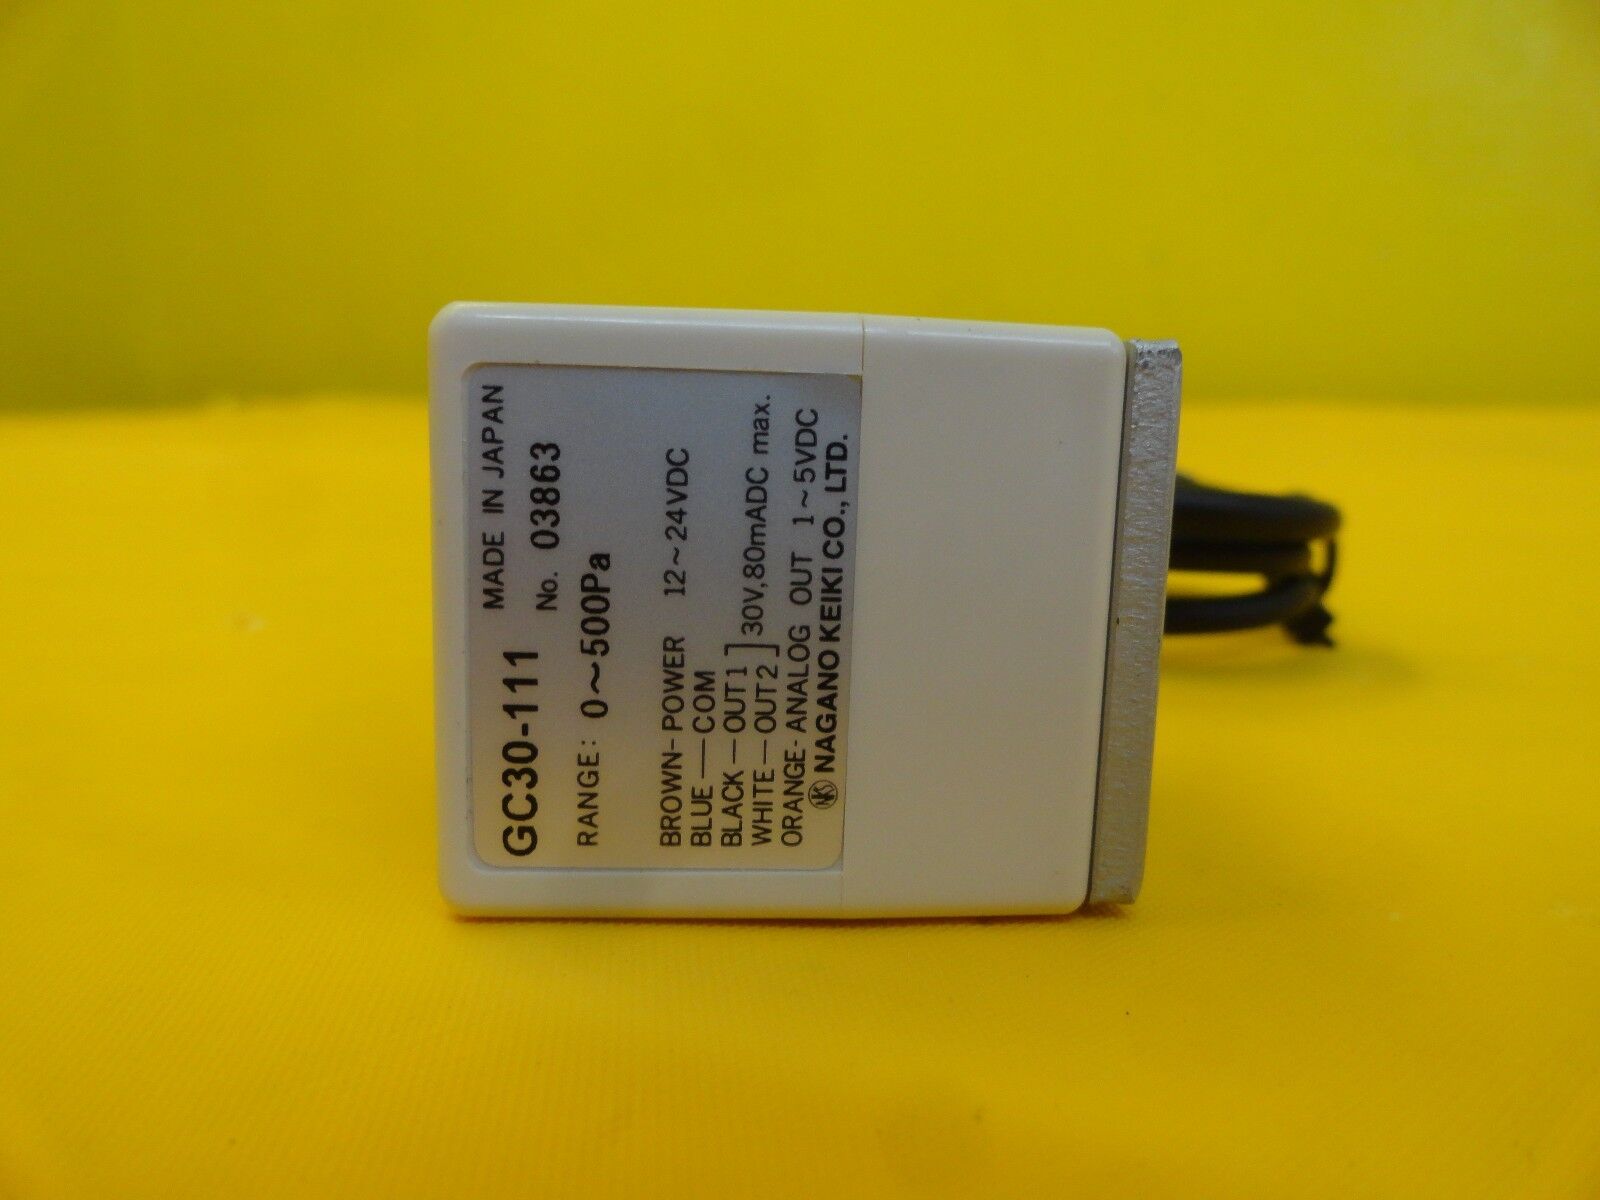 GC30-111 MADE IN JAPAN
No. 03863
RANGE: 0~500Pa
BROWN-POWER 12~24VDC
BLUE—COM
BLACK—OUT1
WHITE—OUT2 ] 30V,80mADC max.
ORANGE-ANALOG OUT 1~5VDC
NKS NAGANO KEIKI CO., LTD.